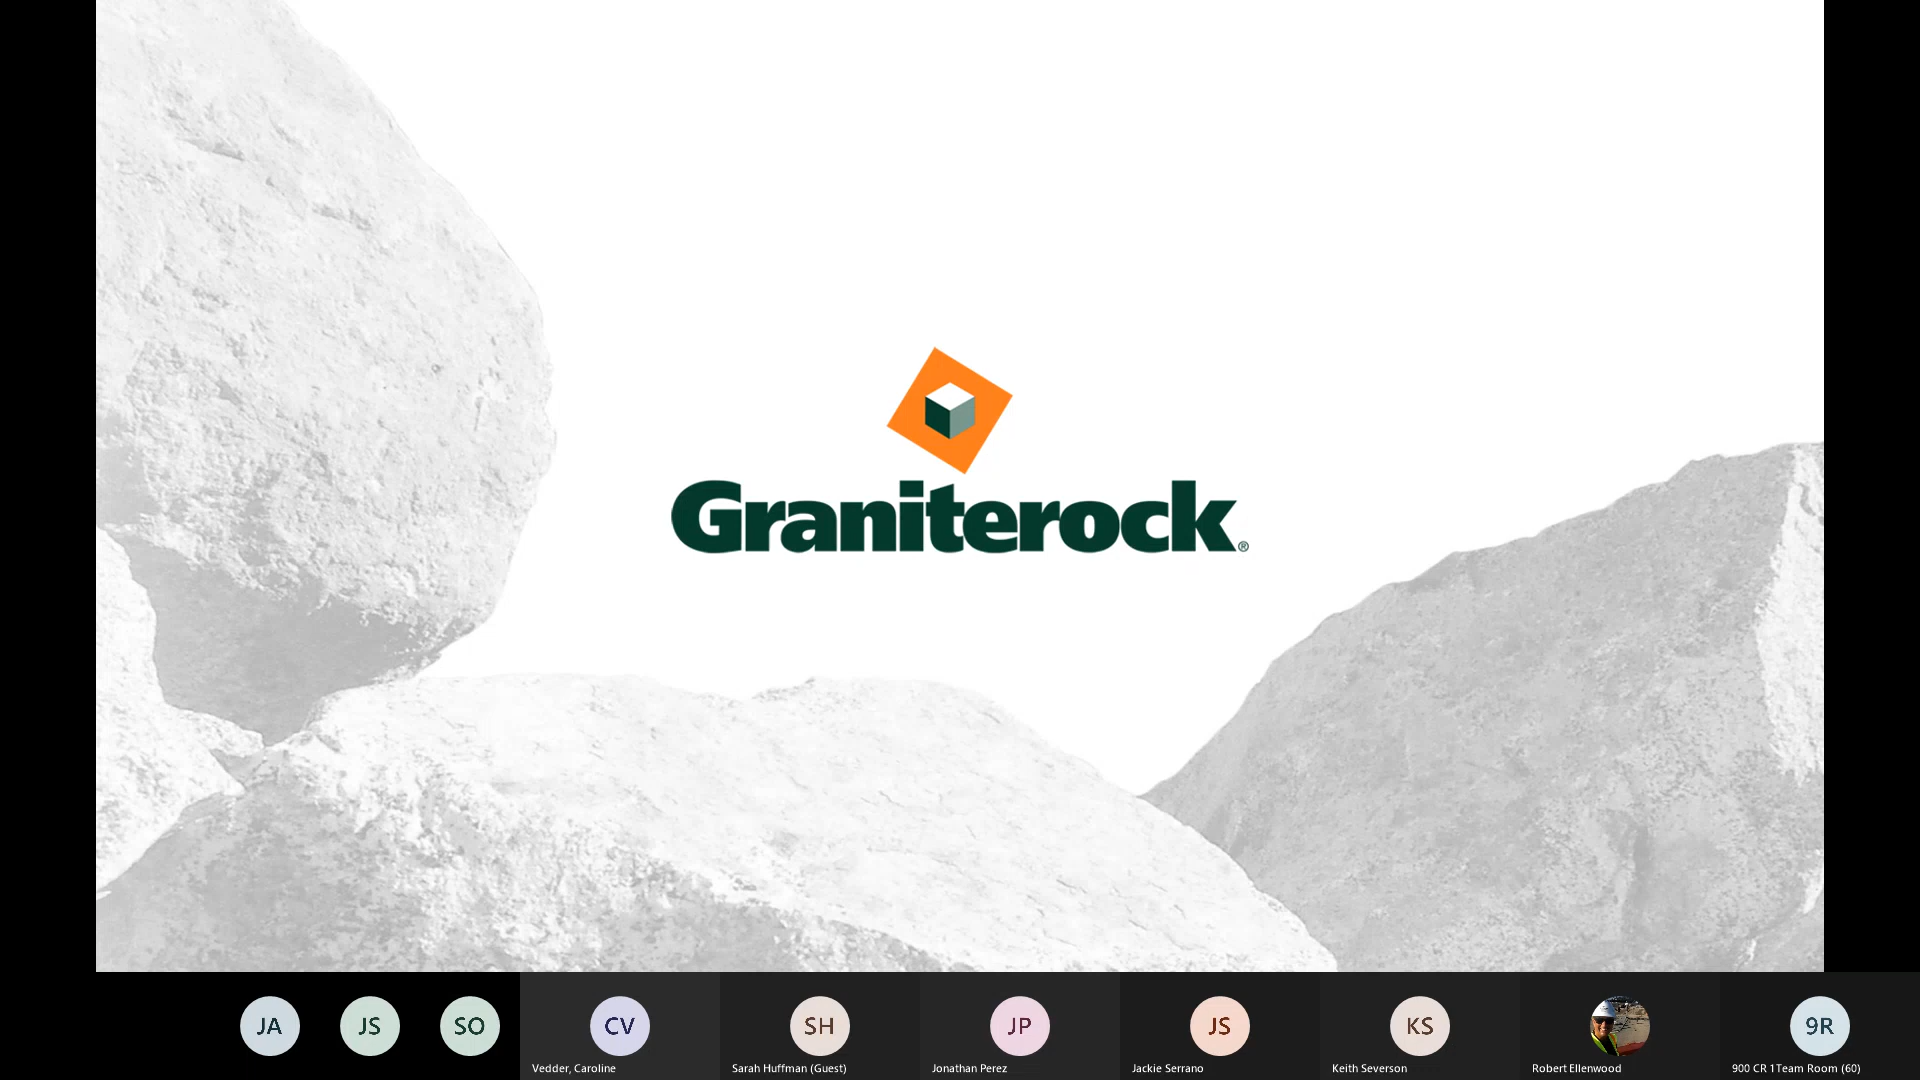 Graniterock®
JA
JS
SO
CV
Vedder, Caroline
SH
Sarah Huffman (Guest)
JP
Jonathan Perez
JS
Jackie Serrano
KS
Keith Severson
Robert Ellenwood
9R
900 CR 1Team Room (60)